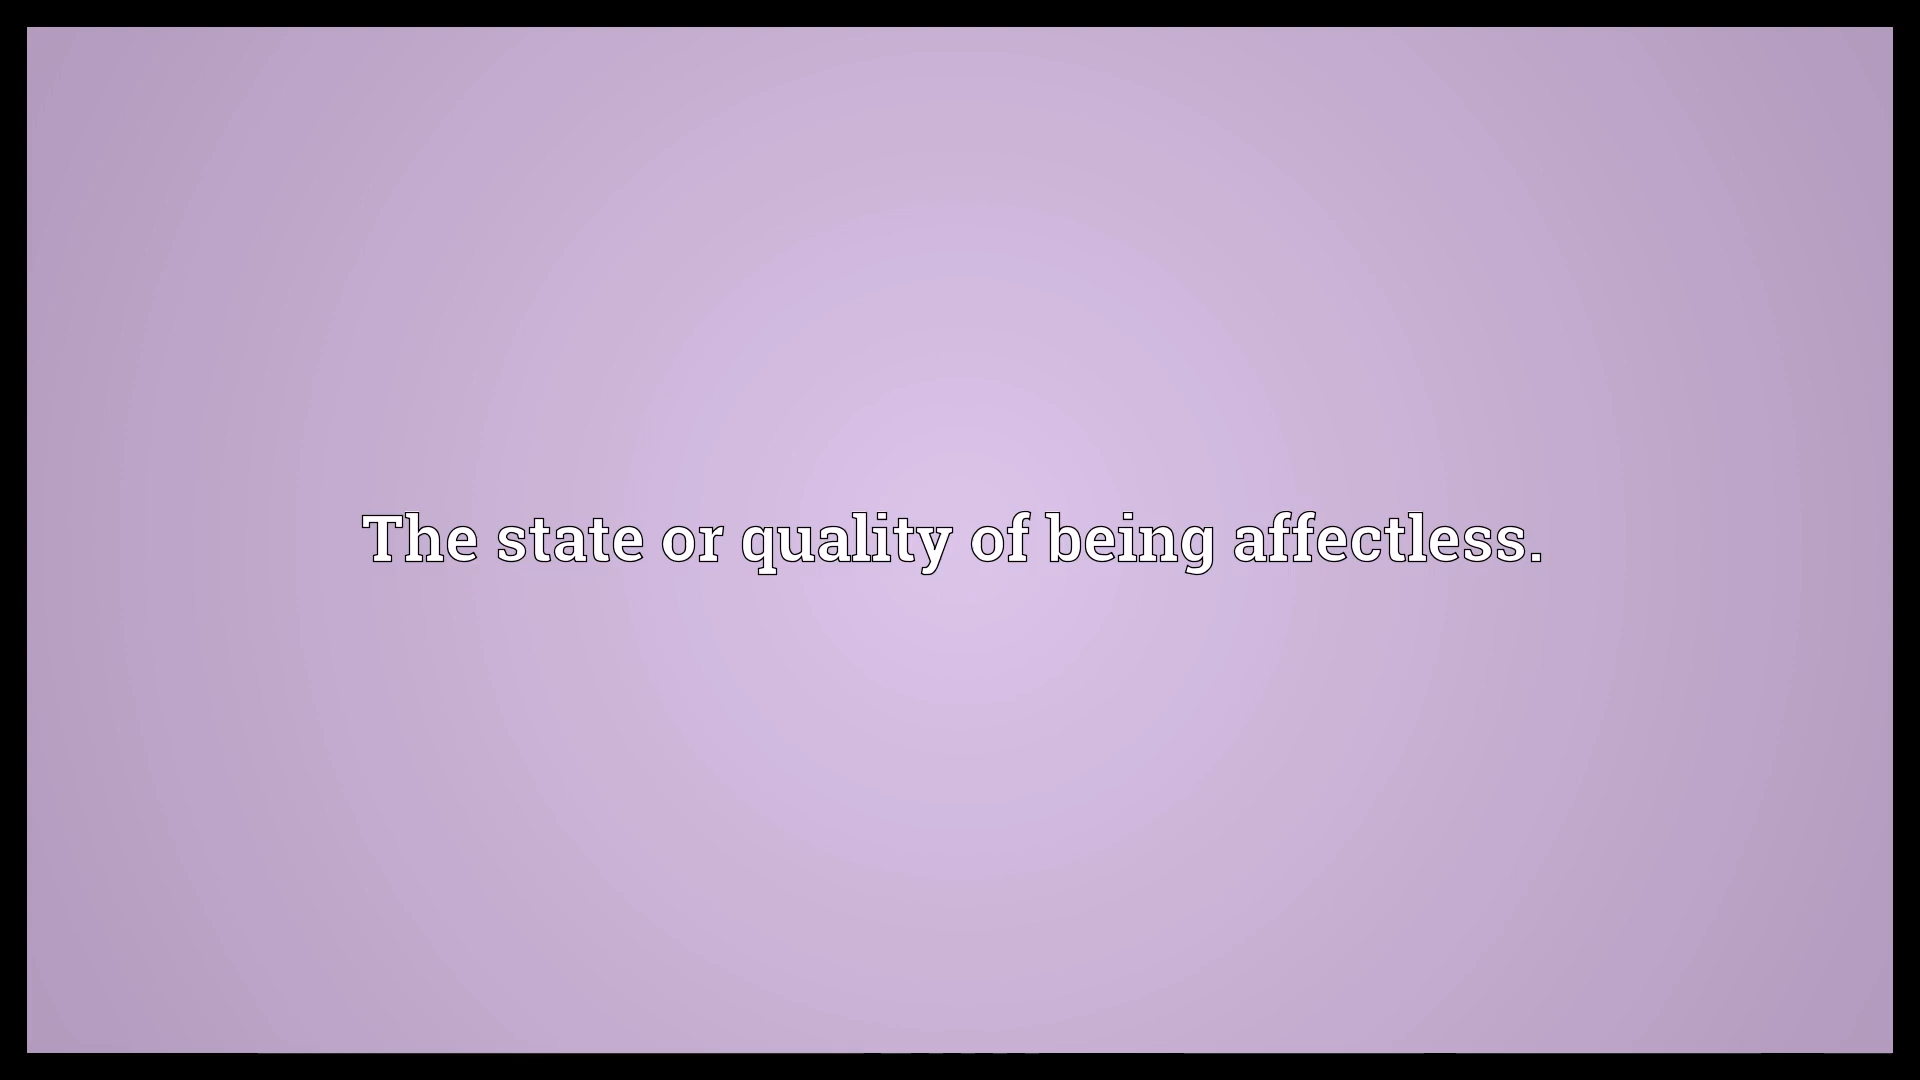 The state or quality of being affectless.